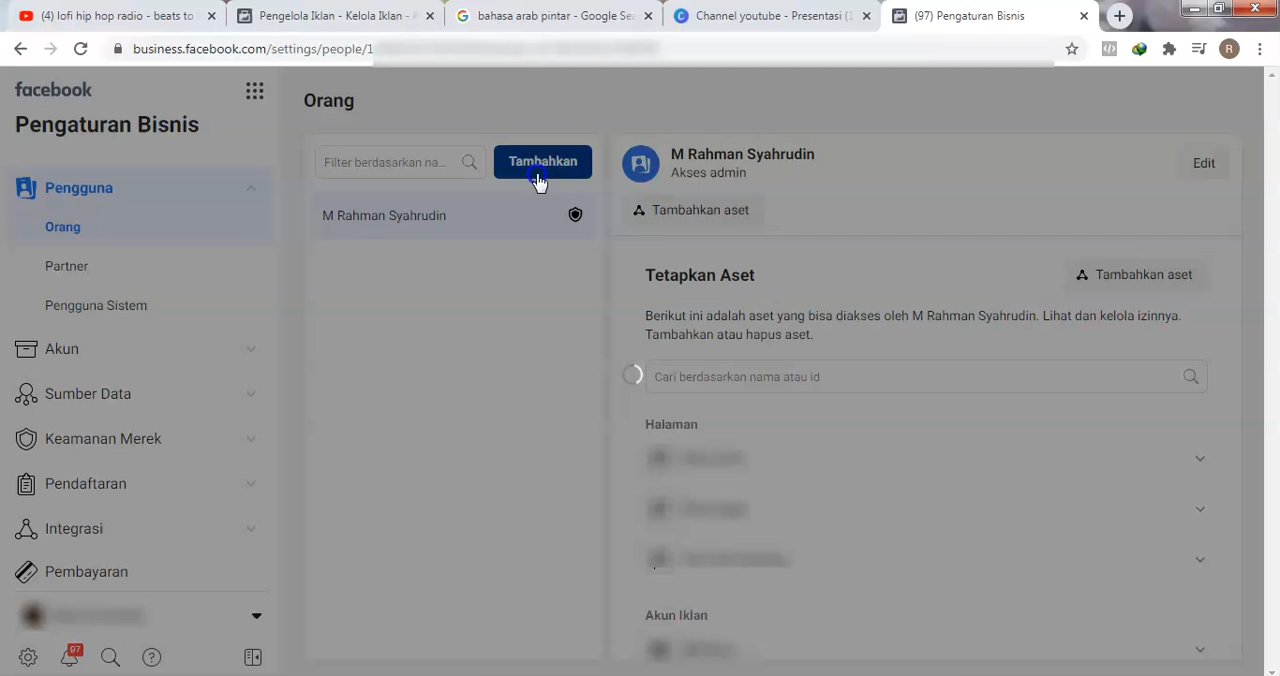 (4) lofi hip hop radio - beats to
Pengelola Iklan - Kelola Iklan -
bahasa arab pintar - Google Se
Channel youtube - Presentasi (1
(97) Pengaturan Bisnis
business.facebook.com/settings/people/1
R
facebook
Pengaturan Bisnis
Pengguna
Orang
Partner
Pengguna Sistem
Akun
Sumber Data
Keamanan Merek
Pendaftaran
Integrasi
Pembayaran
97
Orang
Filter berdasarkan na...
Tambahkan
M Rahman Syahrudin
M Rahman Syahrudin
Akses admin
Edit
Tambahkan aset
Tetapkan Aset
Tambahkan aset
Berikut ini adalah aset yang bisa diakses oleh M Rahman Syahrudin. Lihat dan kelola izinnya.
Tambahkan atau hapus aset.
Cari berdasarkan nama atau id
Halaman
Akun Iklan